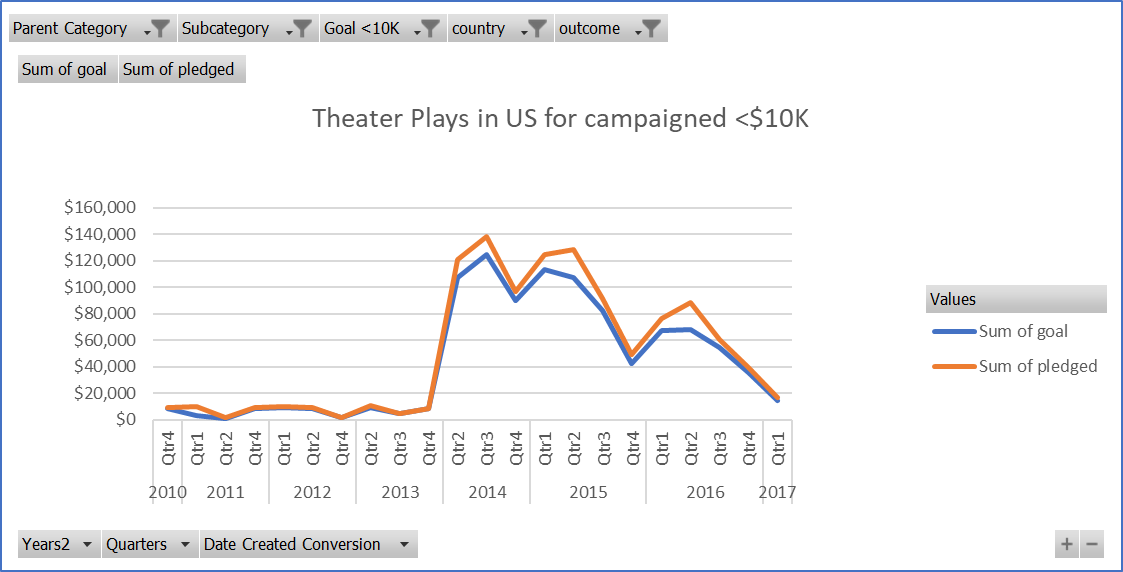 Parent Category Subcategory Goal <10K country outcome
Sum of goal Sum of pledged
Theater Plays in US for campaigned <$10K
$160,000
$140,000
$120,000
$100,000
$80,000
$60,000
$40,000
$20,000
$0
Values
Sum of goal
Sum of pledged
Qtr4 Qtr1 Qtr2 Qtr4 Qtr1 Qtr2 Qtr4 Qtr2 Qtr3 Qtr4 Qtr2 Qtr3 Qtr4 Qtr1 Qtr2 Qtr3 Qtr4 Qtr1 Qtr2 Qtr3 Qtr4 Qtr1
2010 2011 2012 2013 2014 2015 2016 2017
Years2 Quarters Date Created Conversion
+ −